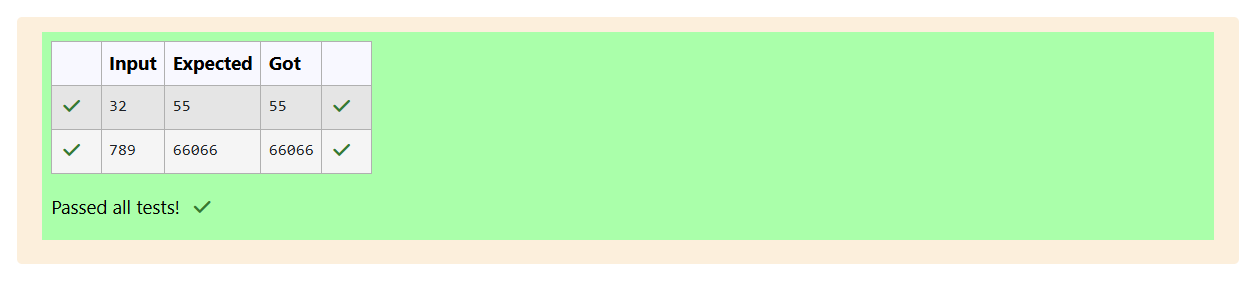 Input Expected Got
32 55 55
789 66066 66066
Passed all tests!